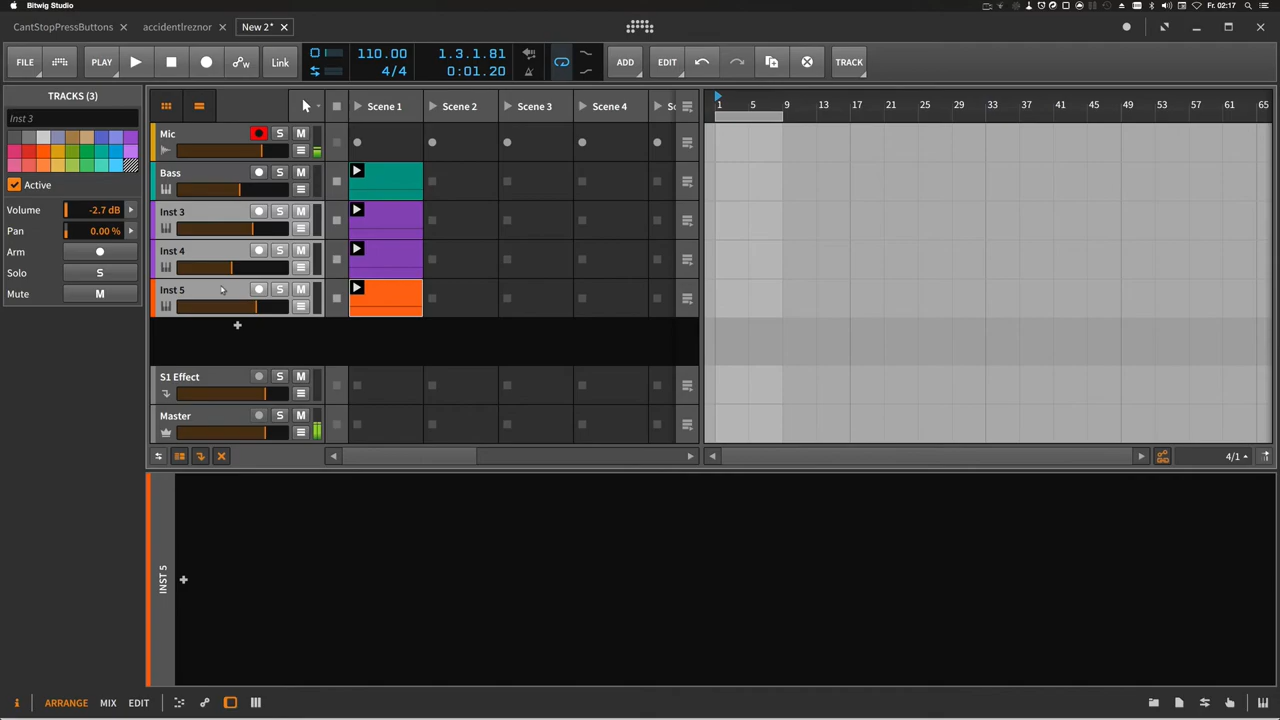 Bitwig Studio
Fr. 02:17
CantStopPressButtons
accidentIreznor
New 2*
FILE
PLAY
Link
110.00
4/4
1.3.1.81
0:01.20
ADD
EDIT
TRACK
TRACKS (3)
Inst 3
Active
Volume
-2.7 dB
Pan
0.00 %
Arm
Solo
S
Mute
M
Scene 1
Scene 2
Scene 3
Scene 4
Sc
1 5 9 13 17 21 25 29 33 37 41 45 49 53 57 61 65
Mic
S M
Bass
S M
Inst 3
S M
Inst 4
S M
Inst 5
S M
S1 Effect
S M
Master
S M
4/1
INST 5
ARRANGE
MIX
EDIT